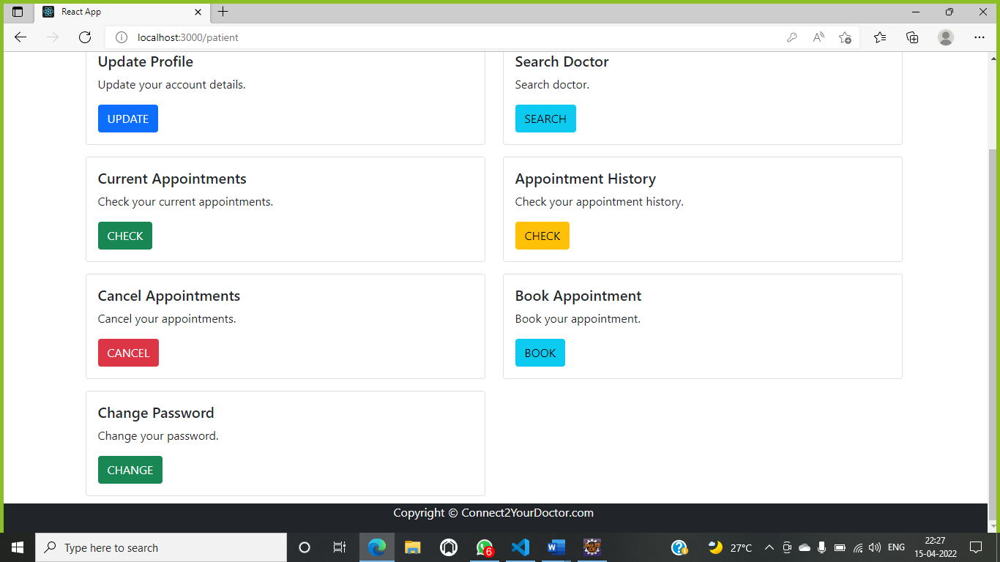 React App
localhost:3000/patient
Update Profile
Update your account details.
UPDATE
Search Doctor
Search doctor.
SEARCH
Current Appointments
Check your current appointments.
CHECK
Appointment History
Check your appointment history.
CHECK
Cancel Appointments
Cancel your appointments.
CANCEL
Book Appointment
Book your appointment.
BOOK
Change Password
Change your password.
CHANGE
Copyright © Connect2YourDoctor.com
Type here to search
6
27°C
ENG
22:27
15-04-2022